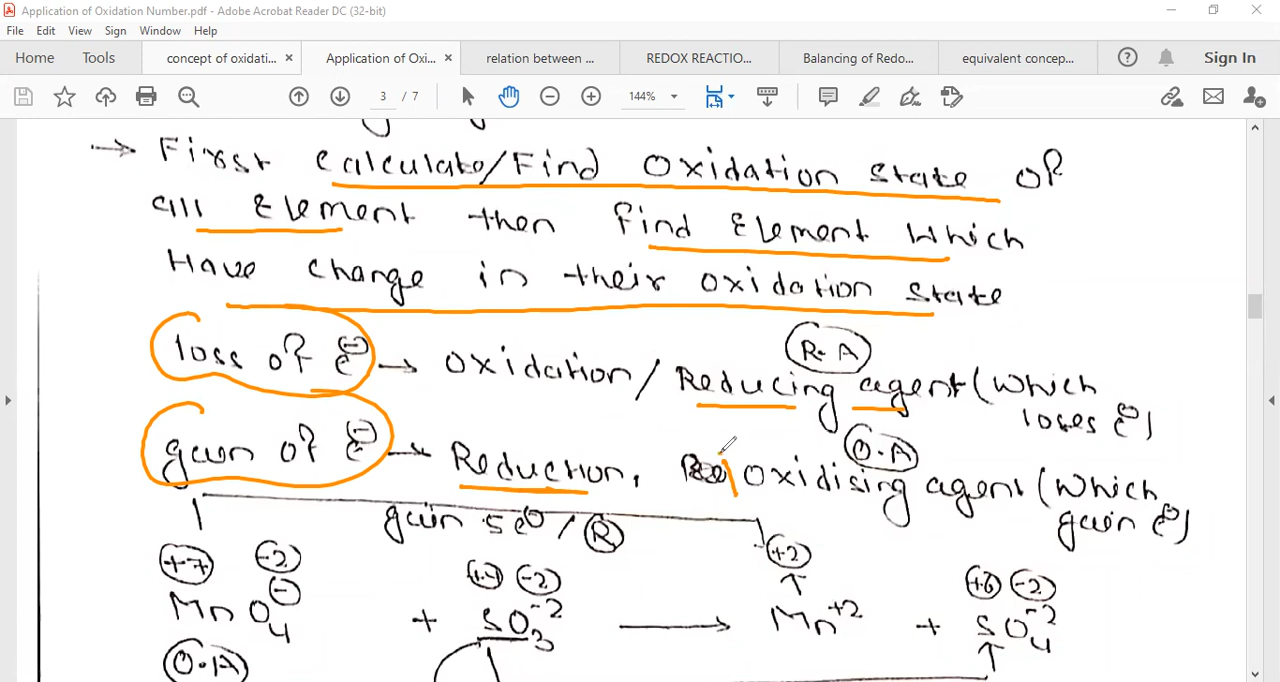 Application of Oxidation Number.pdf - Adobe Acrobat Reader DC (32-bit)
File Edit View Sign Window Help
Home Tools concept of oxidati... × Application of Oxi... × relation between ... REDOX REACTIO... Balancing of Redo... equivalent concep... Sign In
3 / 7 144%
→ First calculate/Find Oxidation state of
all Element then find Element which
Have change in their oxidation state
R.A
loss of e⊖ → Oxidation/Reducing agent (which
loses e⊖)
O.A
gain of e⊖ → Reduction, | oxidising agent (which
gain e⊖)
gain 5e⊖/R
+7 -2 +4 -2 +2 +6 -2
MnO4⊖ + SO3-2 → Mn+2 + SO4-2
O.A